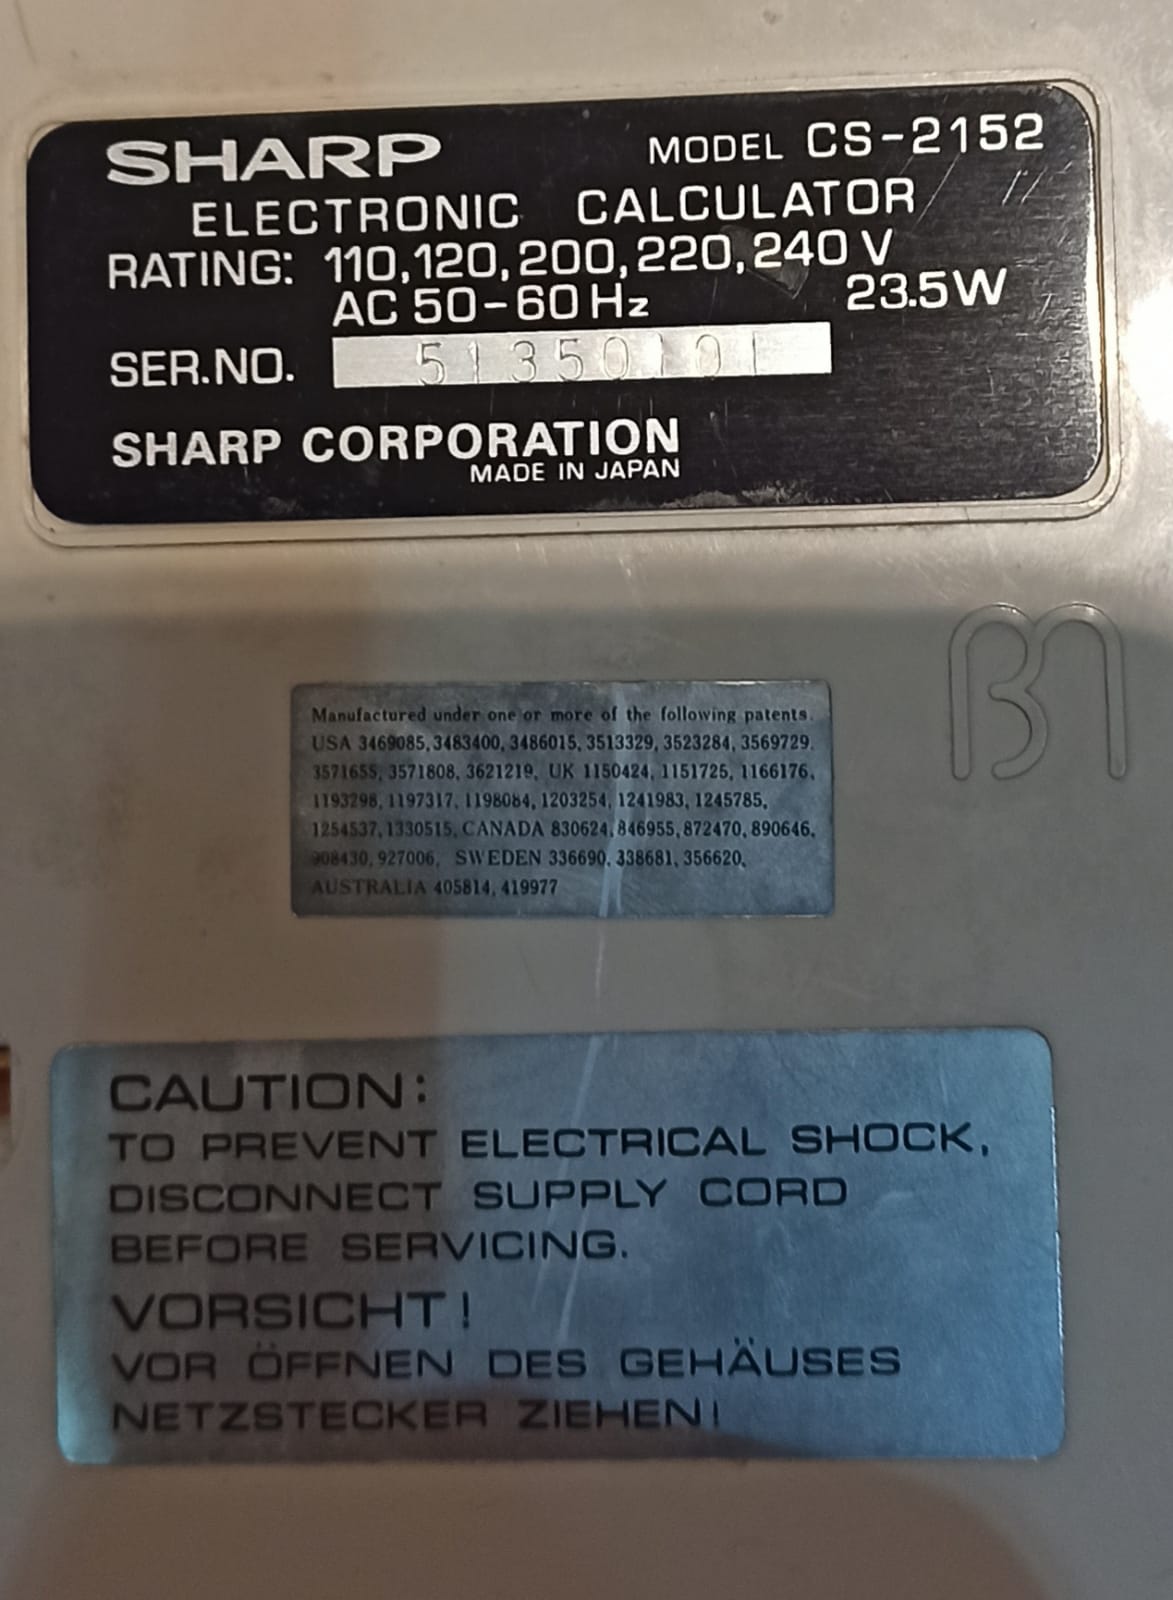 SHARP MODEL CS-2152
ELECTRONIC CALCULATOR
RATING: 110,120,200,220,240 V
AC 50-60 Hz 23.5W
SER.NO. 51350101
SHARP CORPORATION
MADE IN JAPAN
Manufactured under one or more of the following patents.
USA 3469085, 3483400, 3486015, 3513329, 3523284, 3569729,
3571655, 3571808, 3621219, UK 1150424, 1151725, 1166176,
1193298, 1197317, 1198084, 1203254, 1241983, 1245785,
1254537, 1330515, CANADA 830624, 846955, 872470, 890646,
908430, 927006, SWEDEN 336690, 338681, 356620,
AUSTRALIA 405814, 419977
CAUTION:
TO PREVENT ELECTRICAL SHOCK,
DISCONNECT SUPPLY CORD
BEFORE SERVICING.
VORSICHT!
VOR ÖFFNEN DES GEHÄUSES
NETZSTECKER ZIEHEN!